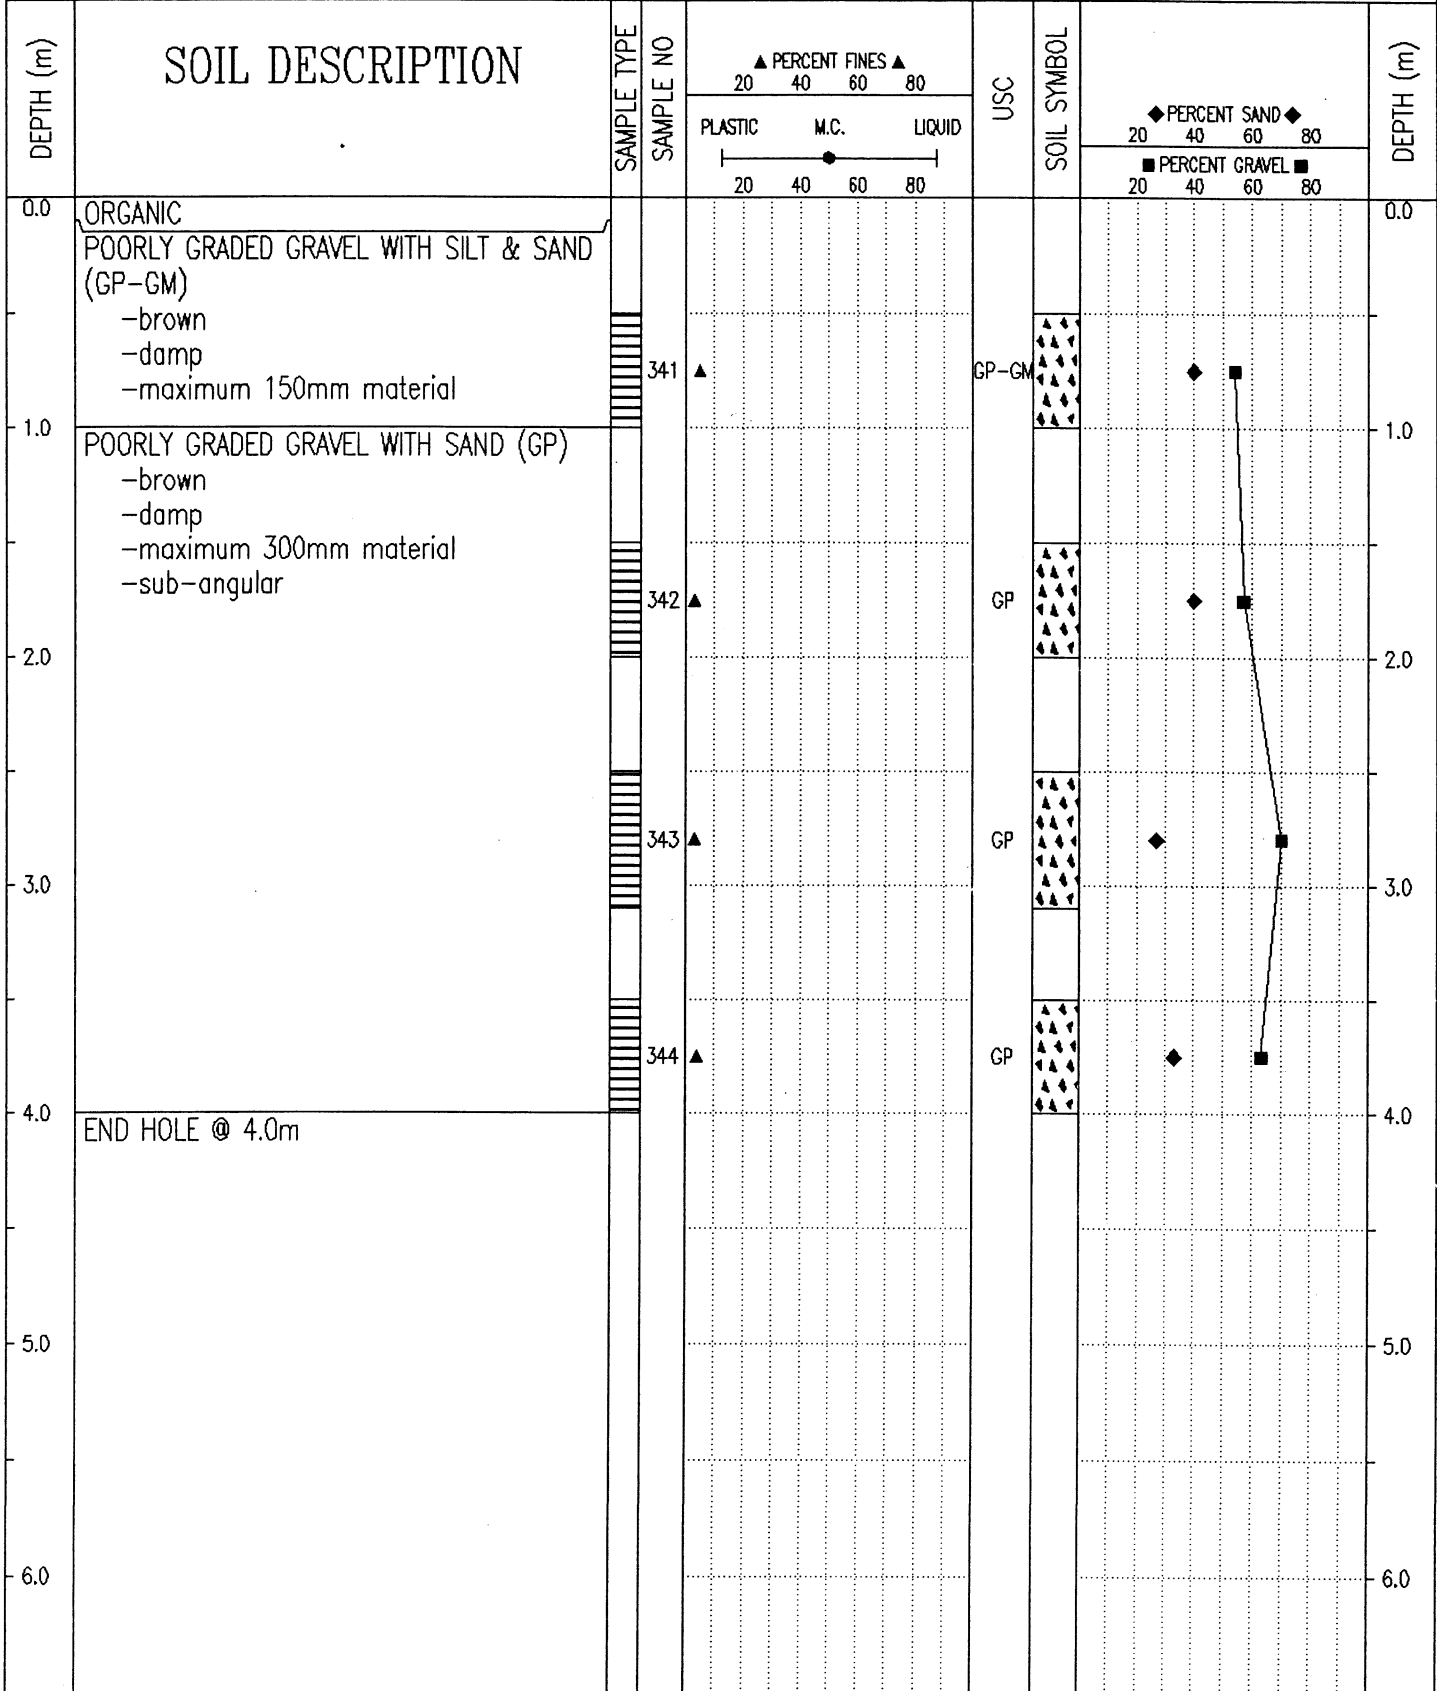 DEPTH (m)
SOIL DESCRIPTION
SAMPLE TYPE
SAMPLE NO
▲ PERCENT FINES ▲
20 40 60 80
PLASTIC M.C. LIQUID
20 40 60 80
USC
SOIL SYMBOL
◆PERCENT SAND◆
20 40 60 80
■PERCENT GRAVEL■
20 40 60 80
DEPTH (m)
0.0 ORGANIC 0.0
POORLY GRADED GRAVEL WITH SILT & SAND
(GP-GM)
-brown
-damp
341 GP-GM
-maximum 150mm material
1.0 1.0
POORLY GRADED GRAVEL WITH SAND (GP)
-brown
-damp
-maximum 300mm material
-sub-angular
342 GP
2.0 2.0
343 GP
3.0 3.0
344 GP
4.0 4.0
END HOLE @ 4.0m
5.0 5.0
6.0 6.0